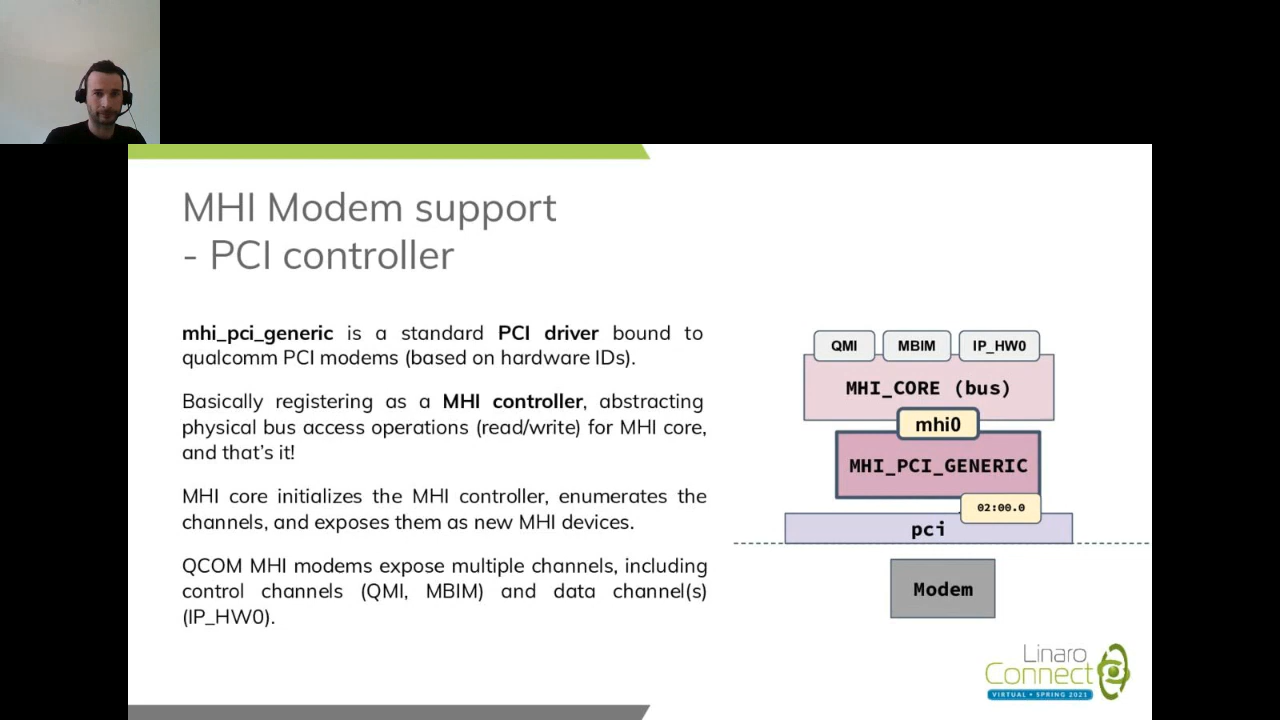 MHI Modem support
- PCI controller
mhi_pci_generic is a standard PCI driver bound to
qualcomm PCI modems (based on hardware IDs).
Basically registering as a MHI controller, abstracting
physical bus access operations (read/write) for MHI core,
and that's it!
MHI core initializes the MHI controller, enumerates the
channels, and exposes them as new MHI devices.
QCOM MHI modems expose multiple channels, including
control channels (QMI, MBIM) and data channel(s)
(IP_HW0).
QMI MBIM IP_HW0
MHI_CORE (bus)
mhi0
MHI_PCI_GENERIC
02:00.0
pci
Modem
Linaro
Connect
VIRTUAL • SPRING 2021